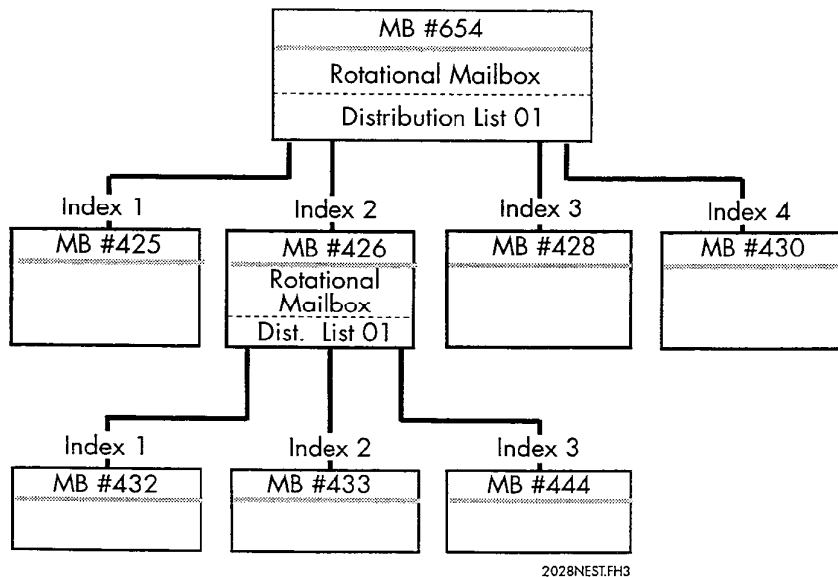 MB #654
Rotational Mailbox
Distribution List 01
Index 1
Index 2
Index 3
Index 4
MB #425
MB #426
MB #428
MB #430
Rotational
Mailbox
Dist. List 01
Index 1
Index 2
Index 3
MB #432
MB #433
MB #444
2028NEST.FH3